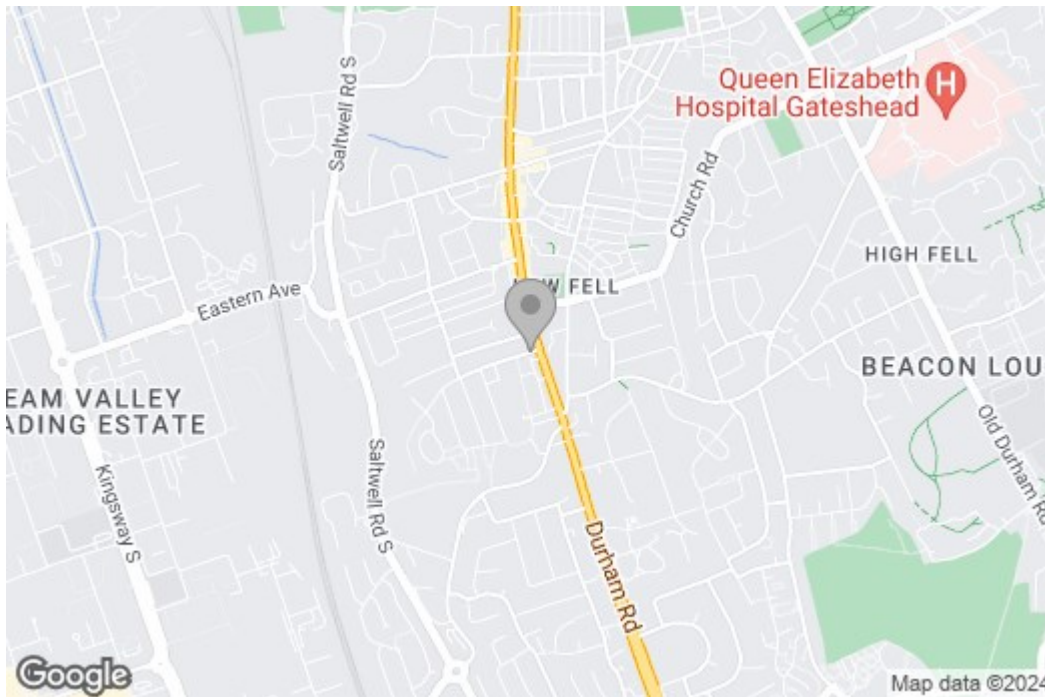 Saltwell Rd S
Queen Elizabeth
Hospital Gateshead
H
Church Rd
HIGH FELL
W FELL
Eastern Ave
BEACON LOU
EAM VALLEY
ADING ESTATE
Old Durham Rd
Saltwell Rd S
Kingsway S
Durham Rd
Google
Map data ©2024